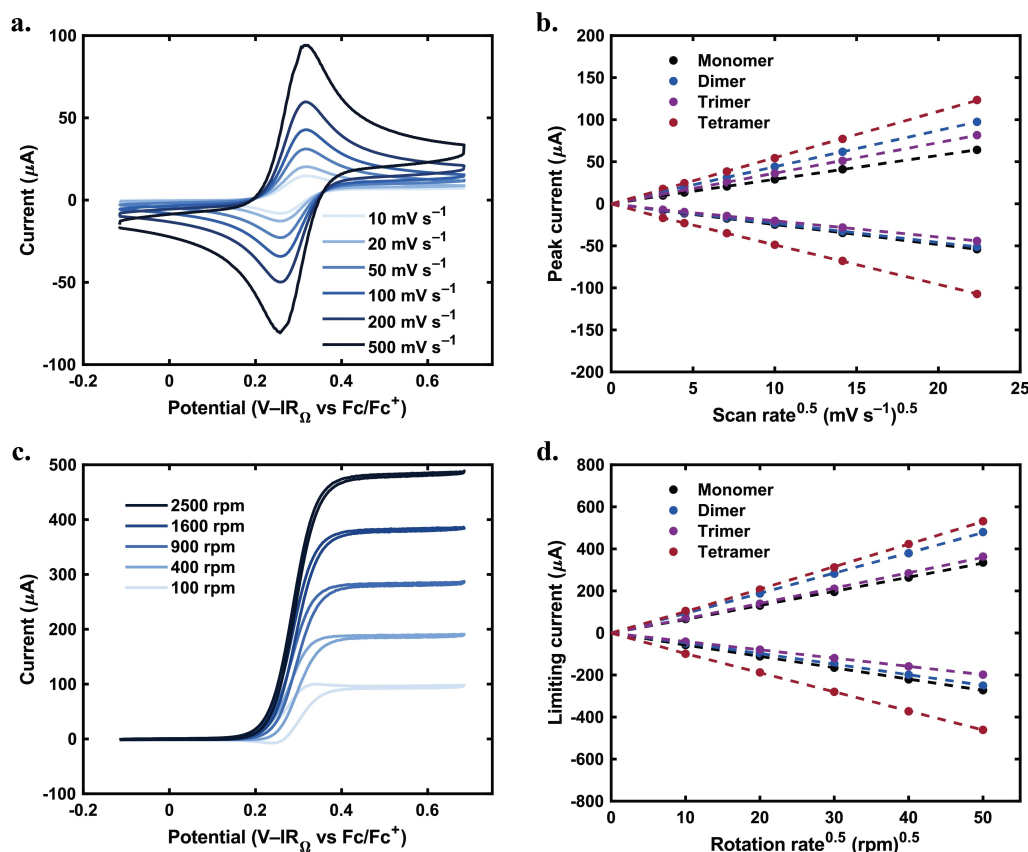 a.
100
50
0
-50
-100
Current (μA)
10 mV s⁻¹
20 mV s⁻¹
50 mV s⁻¹
100 mV s⁻¹
200 mV s⁻¹
500 mV s⁻¹
-0.2 0 0.2 0.4 0.6
Potential (V–IR_Ω vs Fc/Fc⁺)
b.
200
150
100
50
0
-50
-100
-150
-200
Peak current (μA)
Monomer
Dimer
Trimer
Tetramer
0 5 10 15 20 25
Scan rate^0.5 (mV s⁻¹)^0.5
c.
500
400
300
200
100
0
-100
Current (μA)
2500 rpm
1600 rpm
900 rpm
400 rpm
100 rpm
-0.2 0 0.2 0.4 0.6
Potential (V–IR_Ω vs Fc/Fc⁺)
d.
800
600
400
200
0
-200
-400
-600
-800
Limiting current (μA)
Monomer
Dimer
Trimer
Tetramer
0 10 20 30 40 50
Rotation rate^0.5 (rpm)^0.5